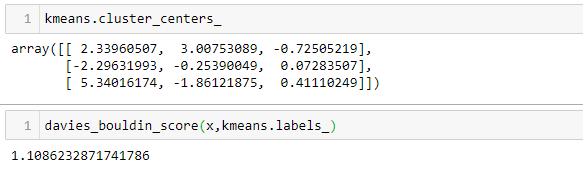 1 kmeans.cluster_centers_
array([[ 2.33960507, 3.00753089, -0.72505219],
[-2.29631993, -0.25390049, 0.07283507],
[ 5.34016174, -1.86121875, 0.41110249]])
1 davies_bouldin_score(x,kmeans.labels_)
1.1086232871741786